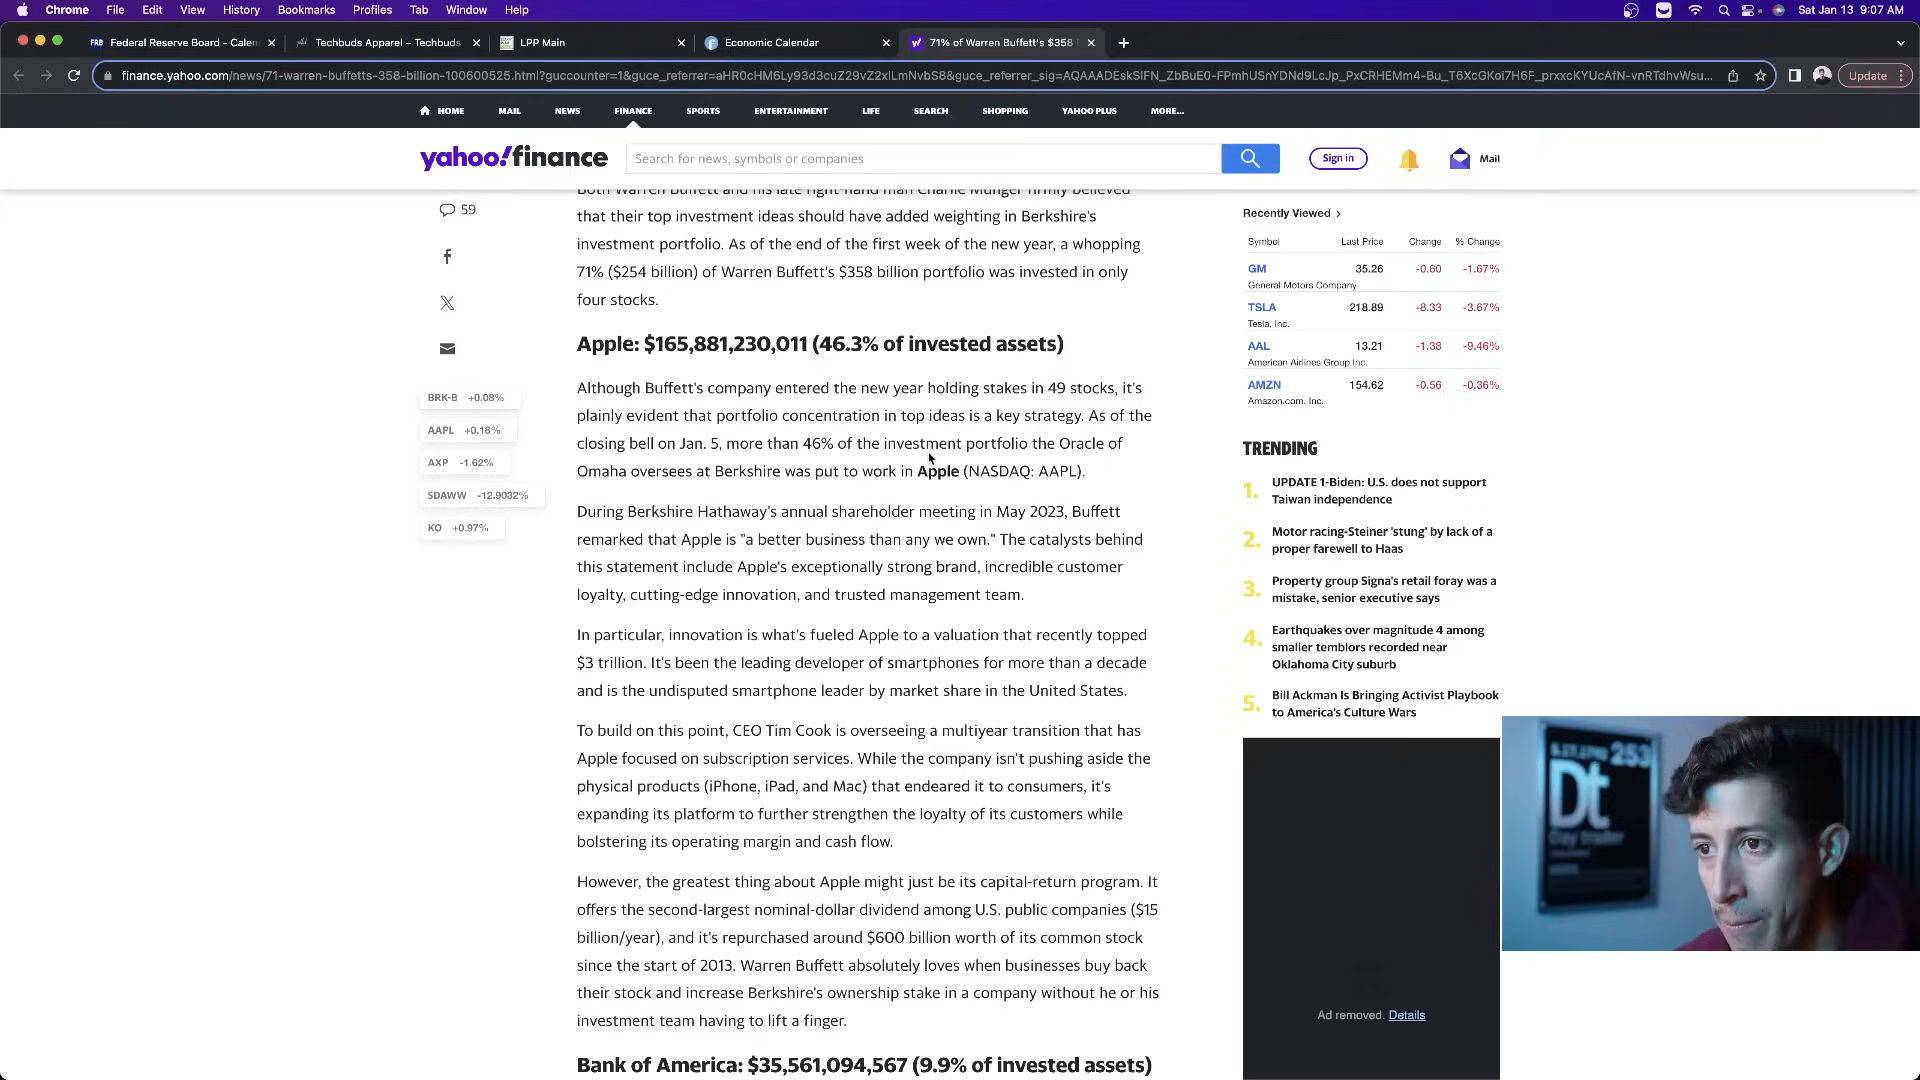 Chrome File Edit View History Bookmarks Profiles Tab Window Help Sat Jan 13 9:07 AM
FRB Federal Reserve Board - Calen Techbuds Apparel – Techbuds LPP Main Economic Calendar 71% of Warren Buffett's $358
finance.yahoo.com/news/71-warren-buffetts-358-billion-100600525.html?guccounter=1&guce_referrer= Update
HOME MAIL NEWS FINANCE SPORTS ENTERTAINMENT LIFE SEARCH SHOPPING YAHOO PLUS MORE...
yahoo!finance Search for news, symbols or companies Sign in Mail
59
BRK-B +0.08%
AAPL +0.18%
AXP -1.62%
SDAWW -12.9032%
KO +0.97%
Both Warren Buffett and his late right-hand man Charlie Munger firmly believed
that their top investment ideas should have added weighting in Berkshire's
investment portfolio. As of the end of the first week of the new year, a whopping
71% ($254 billion) of Warren Buffett's $358 billion portfolio was invested in only
four stocks.
Apple: $165,881,230,011 (46.3% of invested assets)
Although Buffett's company entered the new year holding stakes in 49 stocks, it's
plainly evident that portfolio concentration in top ideas is a key strategy. As of the
closing bell on Jan. 5, more than 46% of the investment portfolio the Oracle of
Omaha oversees at Berkshire was put to work in Apple (NASDAQ: AAPL).
During Berkshire Hathaway's annual shareholder meeting in May 2023, Buffett
remarked that Apple is "a better business than any we own." The catalysts behind
this statement include Apple's exceptionally strong brand, incredible customer
loyalty, cutting-edge innovation, and trusted management team.
In particular, innovation is what's fueled Apple to a valuation that recently topped
$3 trillion. It's been the leading developer of smartphones for more than a decade
and is the undisputed smartphone leader by market share in the United States.
To build on this point, CEO Tim Cook is overseeing a multiyear transition that has
Apple focused on subscription services. While the company isn't pushing aside the
physical products (iPhone, iPad, and Mac) that endeared it to consumers, it's
expanding its platform to further strengthen the loyalty of its customers while
bolstering its operating margin and cash flow.
However, the greatest thing about Apple might just be its capital-return program. It
offers the second-largest nominal-dollar dividend among U.S. public companies ($15
billion/year), and it's repurchased around $600 billion worth of its common stock
since the start of 2013. Warren Buffett absolutely loves when businesses buy back
their stock and increase Berkshire's ownership stake in a company without he or his
investment team having to lift a finger.
Bank of America: $35,561,094,567 (9.9% of invested assets)
Recently Viewed
Symbol Last Price Change % Change
GM 35.26 -0.60 -1.67%
General Motors Company
TSLA 218.89 -8.33 -3.67%
Tesla, Inc.
AAL 13.21 -1.38 -9.46%
American Airlines Group Inc.
AMZN 154.62 -0.56 -0.36%
Amazon.com, Inc.
TRENDING
1. UPDATE 1-Biden: U.S. does not support
Taiwan independence
2. Motor racing-Steiner 'stung' by lack of a
proper farewell to Haas
3. Property group Signa's retail foray was a
mistake, senior executive says
4. Earthquakes over magnitude 4 among
smaller temblors recorded near
Oklahoma City suburb
5. Bill Ackman Is Bringing Activist Playbook
to America's Culture Wars
Ad removed. Details
253
Dt
Day trader